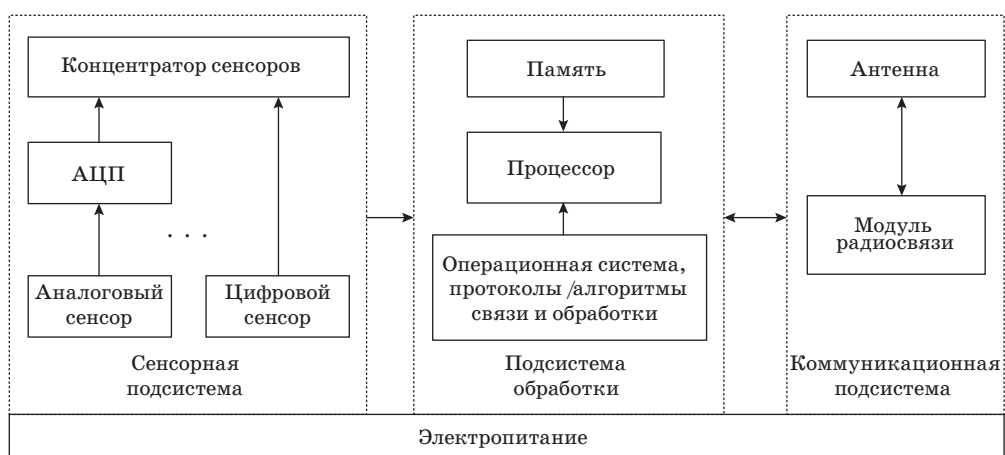 Концентратор сенсоров
АЦП
. . .
Аналоговый
сенсор
Цифровой
сенсор
Сенсорная
подсистема
Память
Процессор
Операционная система,
протоколы /алгоритмы
связи и обработки
Подсистема
обработки
Антенна
Модуль
радиосвязи
Коммуникационная
подсистема
Электропитание